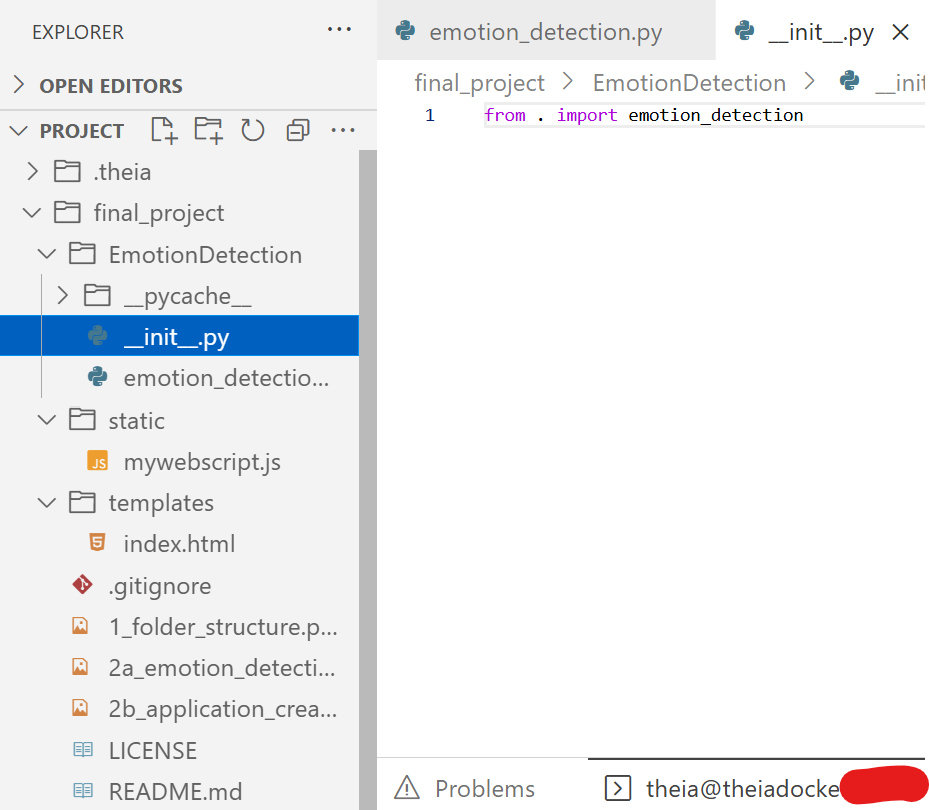 EXPLORER ...
OPEN EDITORS
PROJECT ...
.theia
final_project
EmotionDetection
__pycache__
__init__.py
emotion_detectio...
static
mywebscript.js
templates
index.html
.gitignore
1_folder_structure.p...
2a_emotion_detecti...
2b_application_crea...
LICENSE
README.md
emotion_detection.py __init__.py
final_project > EmotionDetection > __init
1 from . import emotion_detection
Problems theia@theiadocke